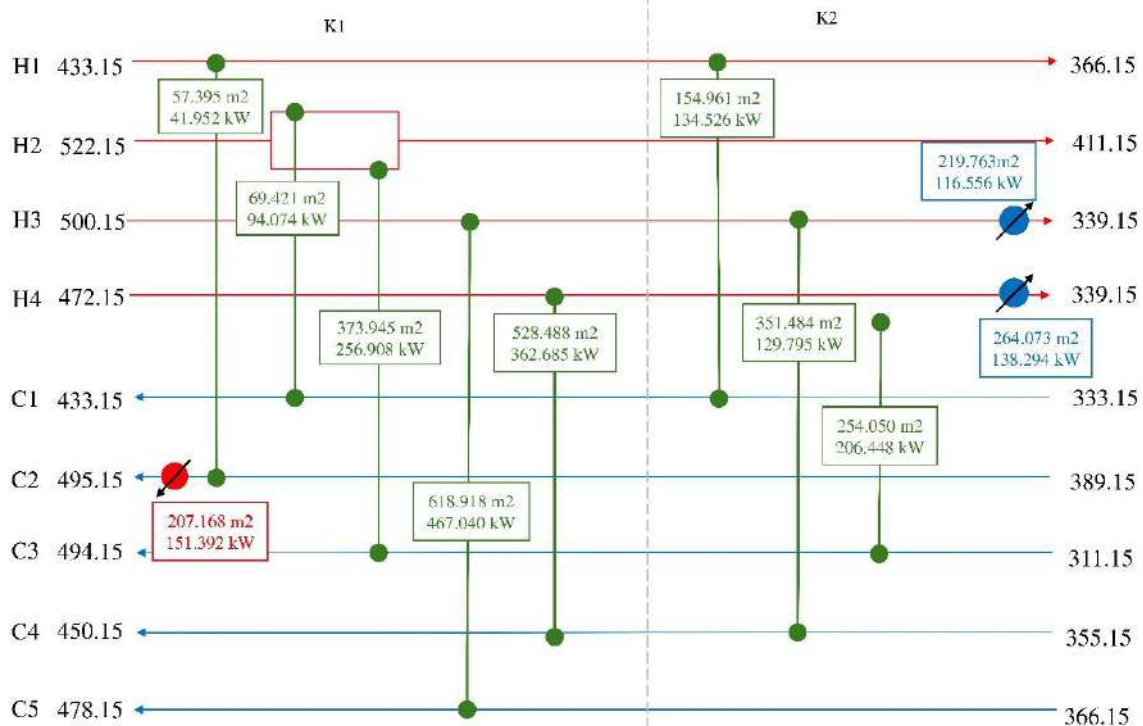 K1
K2
H1 433.15
366.15
57.395 m2
41.952 kW
154.961 m2
134.526 kW
H2 522.15
411.15
219.763m2
116.556 kW
69.421 m2
94.074 kW
H3 500.15
339.15
H4 472.15
339.15
373.945 m2
256.908 kW
528.488 m2
362.685 kW
351.484 m2
129.795 kW
264.073 m2
138.294 kW
C1 433.15
333.15
254.050 m2
206.448 kW
C2 495.15
389.15
618.918 m2
467.040 kW
207.168 m2
151.392 kW
C3 494.15
311.15
C4 450.15
355.15
C5 478.15
366.15